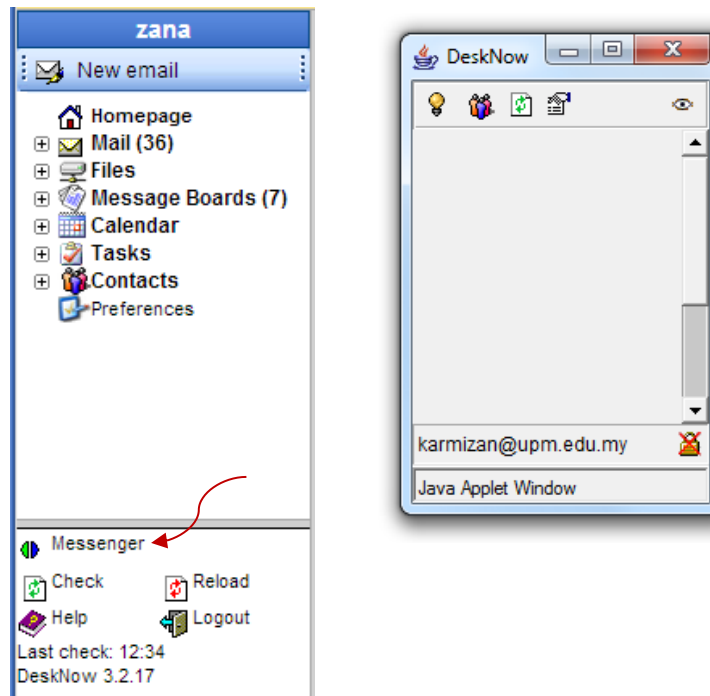 zana
New email
Homepage
Mail (36)
Files
Message Boards (7)
Calendar
Tasks
Contacts
Preferences
Messenger
Check
Reload
Help
Logout
Last check: 12:34
DeskNow 3.2.17
DeskNow
karmizan@upm.edu.my
Java Applet Window